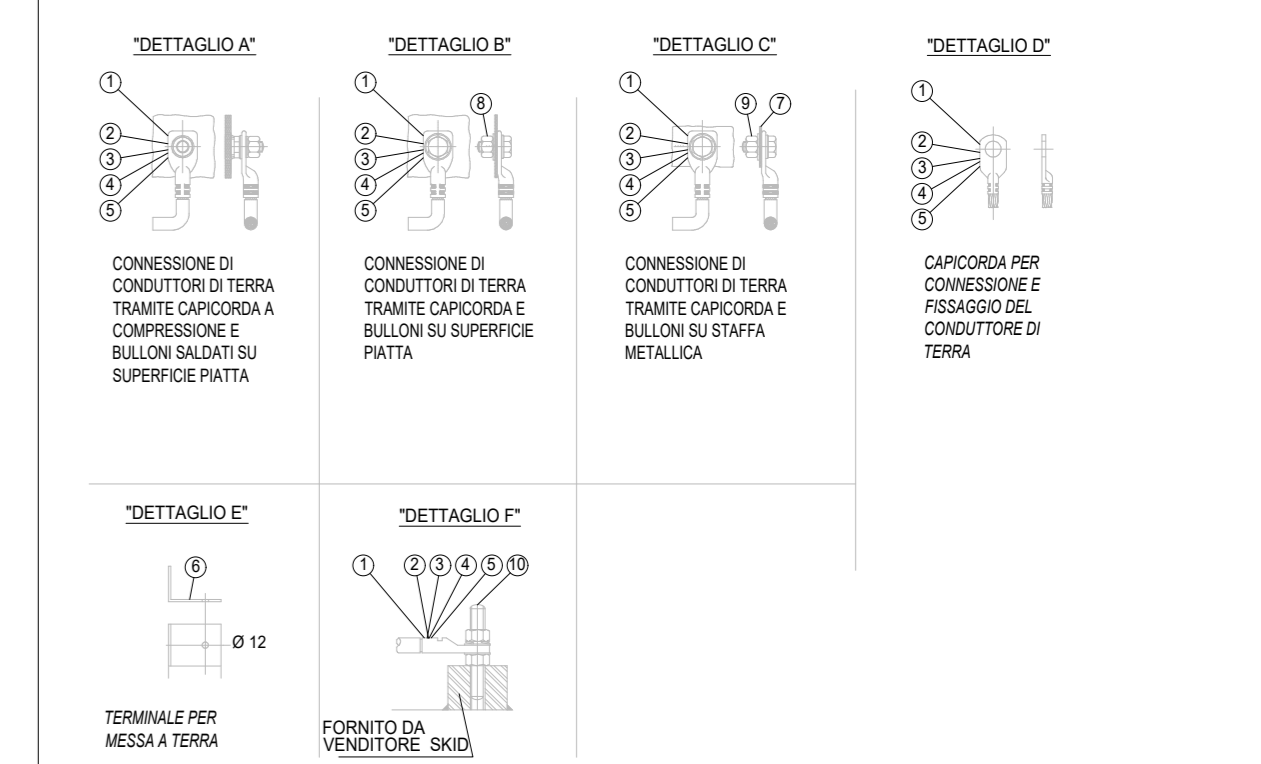 "DETTAGLIO A"
1
2
3
4
5
CONNESSIONE DI
CONDUTTORI DI TERRA
TRAMITE CAPICORDA A
COMPRESSIONE E
BULLONI SALDATI SU
SUPERFICIE PIATTA
"DETTAGLIO B"
1
8
2
3
4
5
CONNESSIONE DI
CONDUTTORI DI TERRA
TRAMITE CAPICORDA E
BULLONI SU SUPERFICIE
PIATTA
"DETTAGLIO C"
1
9 7
2
3
4
5
CONNESSIONE DI
CONDUTTORI DI TERRA
TRAMITE CAPICORDA E
BULLONI SU STAFFA
METALLICA
"DETTAGLIO D"
1
2
3
4
5
CAPICORDA PER
CONNESSIONE E
FISSAGGIO DEL
CONDUTTORE DI
TERRA
"DETTAGLIO E"
6
Ø 12
TERMINALE PER
MESSA A TERRA
"DETTAGLIO F"
1 2 3 4 5 10
FORNITO DA
VENDITORE SKID